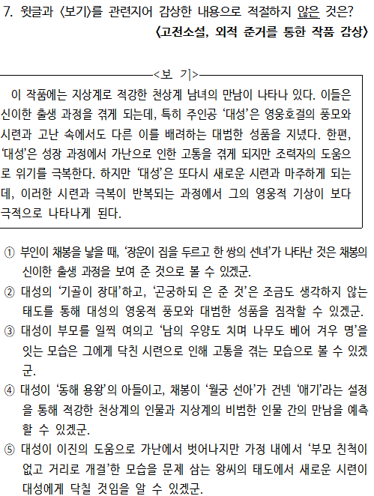 7. 윗글과 <보기>를 관련지어 감상한 내용으로 적절하지 않은 것은?
<고전소설, 외적 준거를 통한 작품 감상>
<보 기>
이 작품에는 지상계로 적강한 천상계 남녀의 만남이 나타나 있다. 이들은
신이한 출생 과정을 겪게 되는데, 특히 주인공 ‘대성’은 영웅호걸의 풍모와
시련과 고난 속에서도 다른 이를 배려하는 대범한 성품을 지녔다. 한편,
‘대성’은 성장 과정에서 가난으로 인한 고통을 겪게 되지만 조력자의 도움으
로 위기를 극복한다. 하지만 ‘대성’은 또다시 새로운 시련과 마주하게 되는
데, 이러한 시련과 극복이 반복되는 과정에서 그의 영웅적 기상이 보다
극적으로 나타나게 된다.
① 부인이 채봉을 낳을 때, ‘장운이 집을 두르고 한 쌍의 선녀’가 나타난 것은 채봉의
신이한 출생 과정을 보여 준 것으로 볼 수 있겠군.
② 대성의 ‘기골이 장대’하고, ‘곤궁하되 은 준 것’은 조금도 생각하지 않는
태도를 통해 대성의 영웅적 풍모와 대범한 성품을 짐작할 수 있겠군.
③ 대성이 부모를 일찍 여의고 ‘남의 우양도 치며 나무도 베어 겨우 명’을
잇는 모습은 그에게 닥친 시련으로 인해 고통을 겪는 모습으로 볼 수 있겠
군.
④ 대성이 ‘동해 용왕’의 아들이고, 채봉이 ‘월궁 선아’가 건넨 ‘애기’라는 설정
을 통해 적강한 천상계의 인물과 지상계의 비범한 인물 간의 만남을 예측
할 수 있겠군.
⑤ 대성이 이진의 도움으로 가난에서 벗어나지만 가정 내에서 ‘부모 친척이
없고 거리로 개걸’한 모습을 문제 삼는 왕씨의 태도에서 새로운 시련이
대성에게 닥칠 것임을 알 수 있겠군.